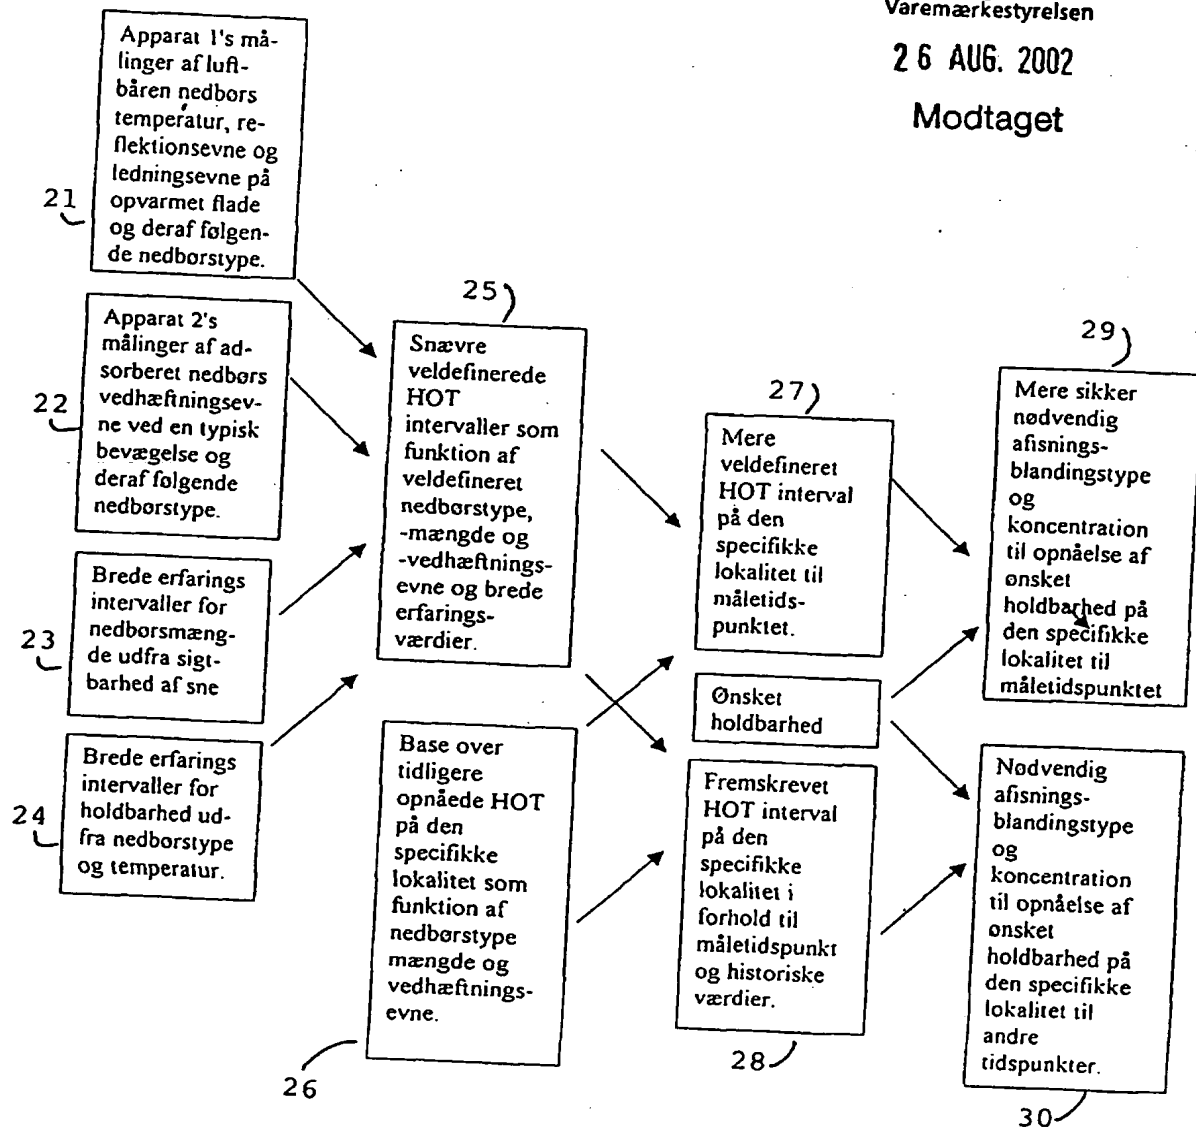 Varemærkestyrelsen
26 AUG. 2002
Modtaget
21
Apparat 1's må-
linger af luft-
båren nedbørs
temperatur, re-
flektionsevne og
ledningsevne på
opvarmet flade
og deraf følgen-
de nedbørstype.
22
Apparat 2's
målinger af ad-
sorberet nedbørs
vedhæftningsev-
ne ved en typisk
bevægelse og
deraf følgende
nedbørstype.
23
Brede erfarings
intervaller for
nedbørsmæng-
de udfra sigt-
barhed af sne
24
Brede erfarings
intervaller for
holdbarhed ud-
fra nedbørstype
og temperatur.
25
Snævre
veldefinerede
HOT
intervaller som
funktion af
veldefineret
nedbørstype,
-mængde og
-vedhæftnings-
evne og brede
erfarings-
værdier.
26
Base over
tidligere
opnåede HOT
på den
specifikke
lokalitet som
funktion af
nedbørstype
mængde og
vedhæftnings-
evne.
27
Mere
veldefineret
HOT interval
på den
specifikke
lokalitet til
måletids-
punktet.
Ønsket
holdbarhed
28
Fremskrevet
HOT interval
på den
specifikke
lokalitet i
forhold til
måletidspunkt
og historiske
værdier.
29
Mere sikker
nødvendig
afisnings-
blandingstype
og
koncentration
til opnåelse af
ønsket
holdbarhed på
den specifikke
lokalitet til
måletidspunktet
30
Nødvendig
afisnings-
blandingstype
og
koncentration
til opnåelse af
ønsket
holdbarhed på
den specifikke
lokalitet til
andre
tidspunkter.